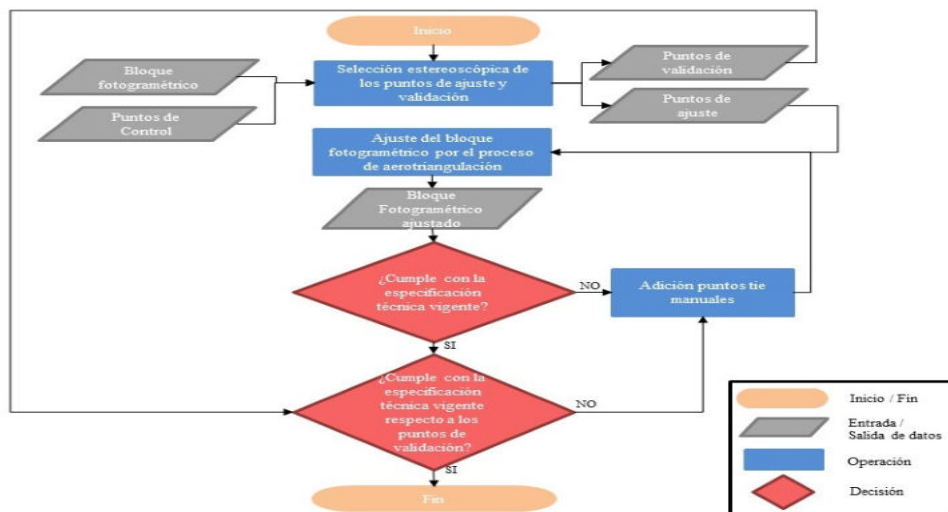 Inicio
Bloque
fotogramétrico
Selección estereoscópica de
los puntos de ajuste y
validación
Puntos de
validación
Puntos de
Control
Puntos de
ajuste
Ajuste del bloque
fotogramétrico por el proceso
de aerotriangulación
Bloque
Fotogramétrico
ajustado
¿Cumple con la
especificación
técnica vigente?
NO
Adición puntos tie
manuales
SI
¿Cumple con la
especificación
técnica vigente
respecto a los
puntos de
validación?
NO
SI
Fin
Inicio / Fin
Entrada /
Salida de datos
Operación
Decisión